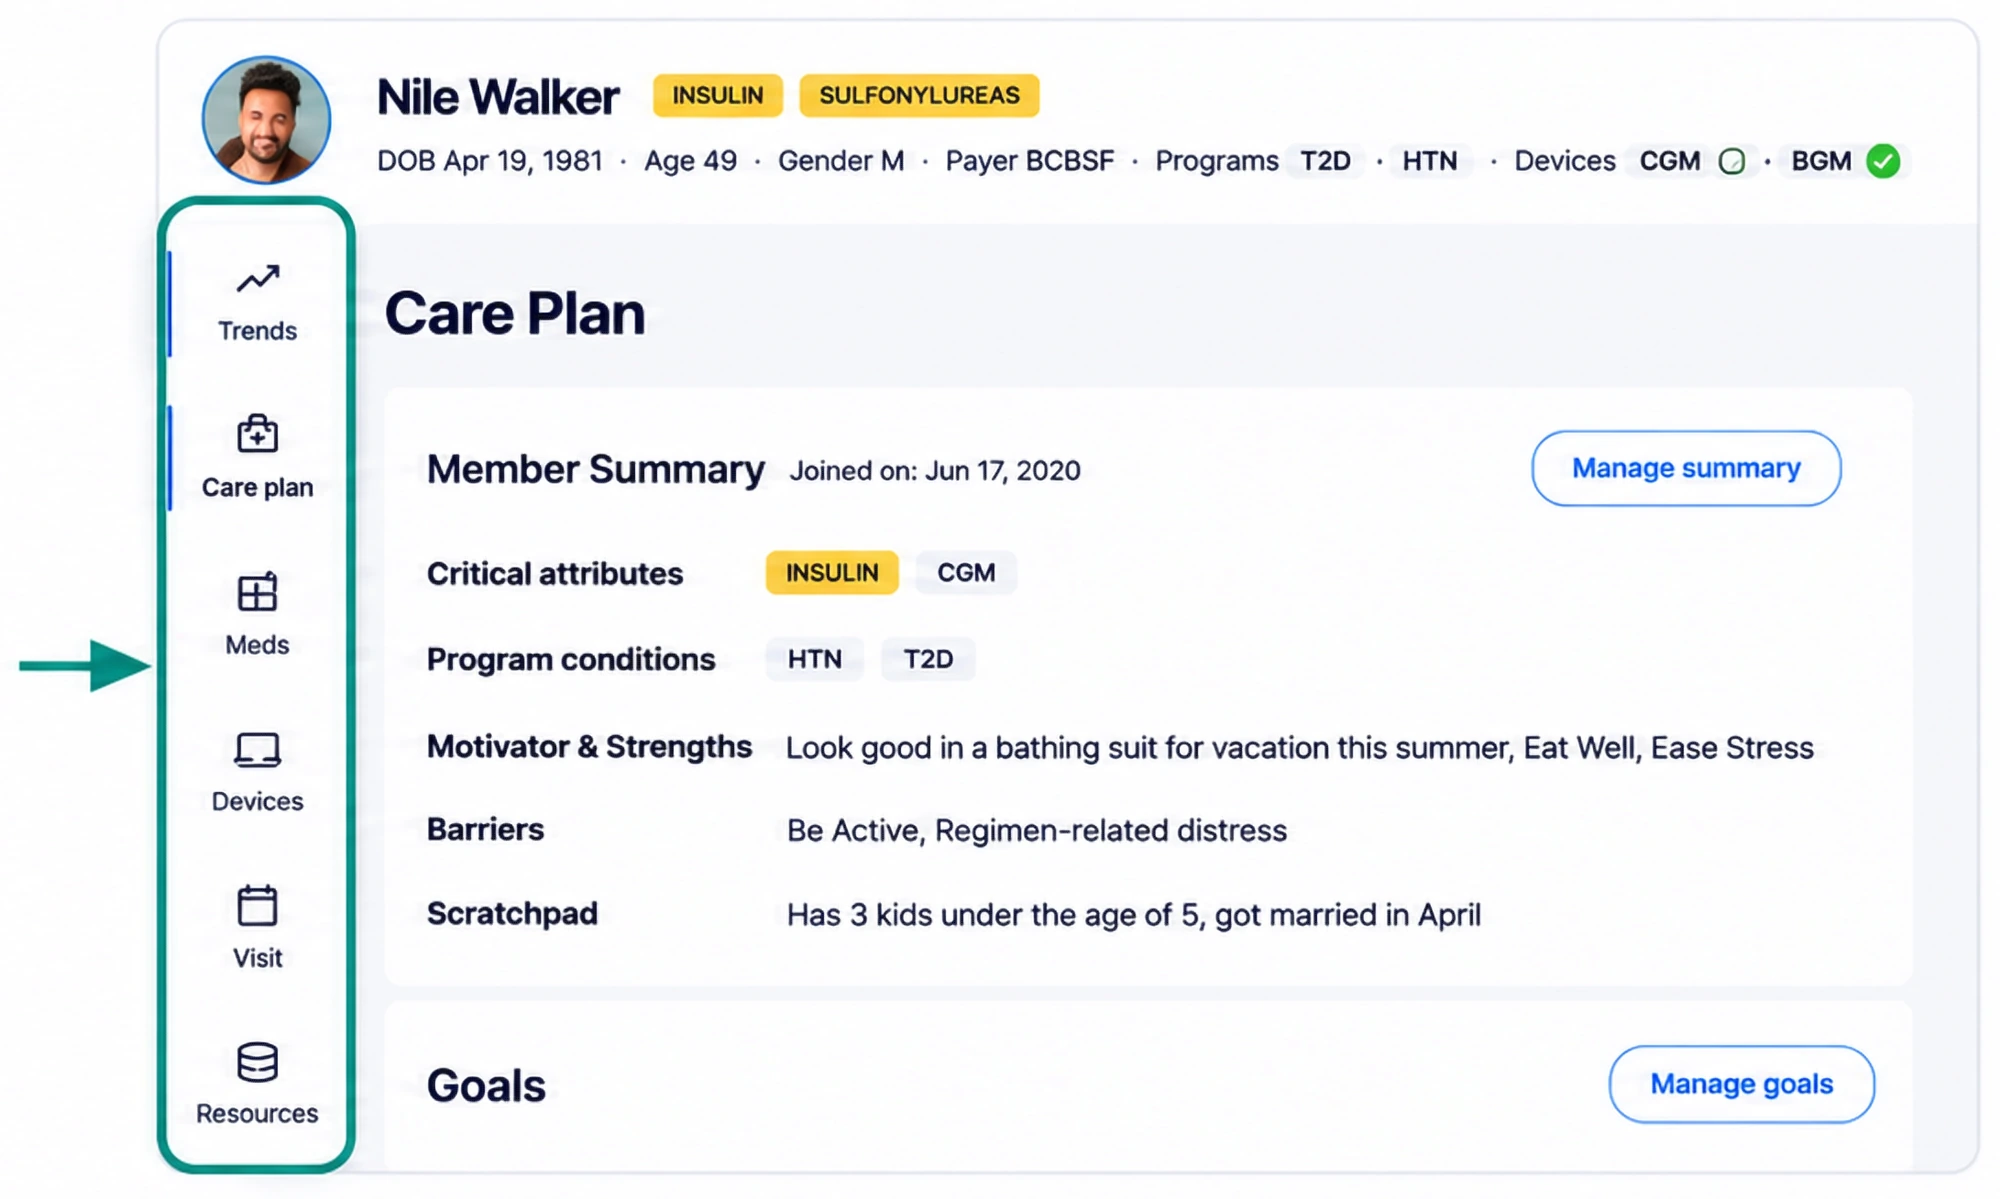 Nile Walker INSULIN SULFONYLUREAS
DOB Apr 19, 1981 · Age 49 · Gender M · Payer BCBSF · Programs T2D · HTN · Devices CGM · BGM
Trends
Care plan
Meds
Devices
Visit
Resources
Care Plan
Member Summary Joined on: Jun 17, 2020 Manage summary
Critical attributes INSULIN CGM
Program conditions HTN T2D
Motivator & Strengths Look good in a bathing suit for vacation this summer, Eat Well, Ease Stress
Barriers Be Active, Regimen-related distress
Scratchpad Has 3 kids under the age of 5, got married in April
Goals Manage goals